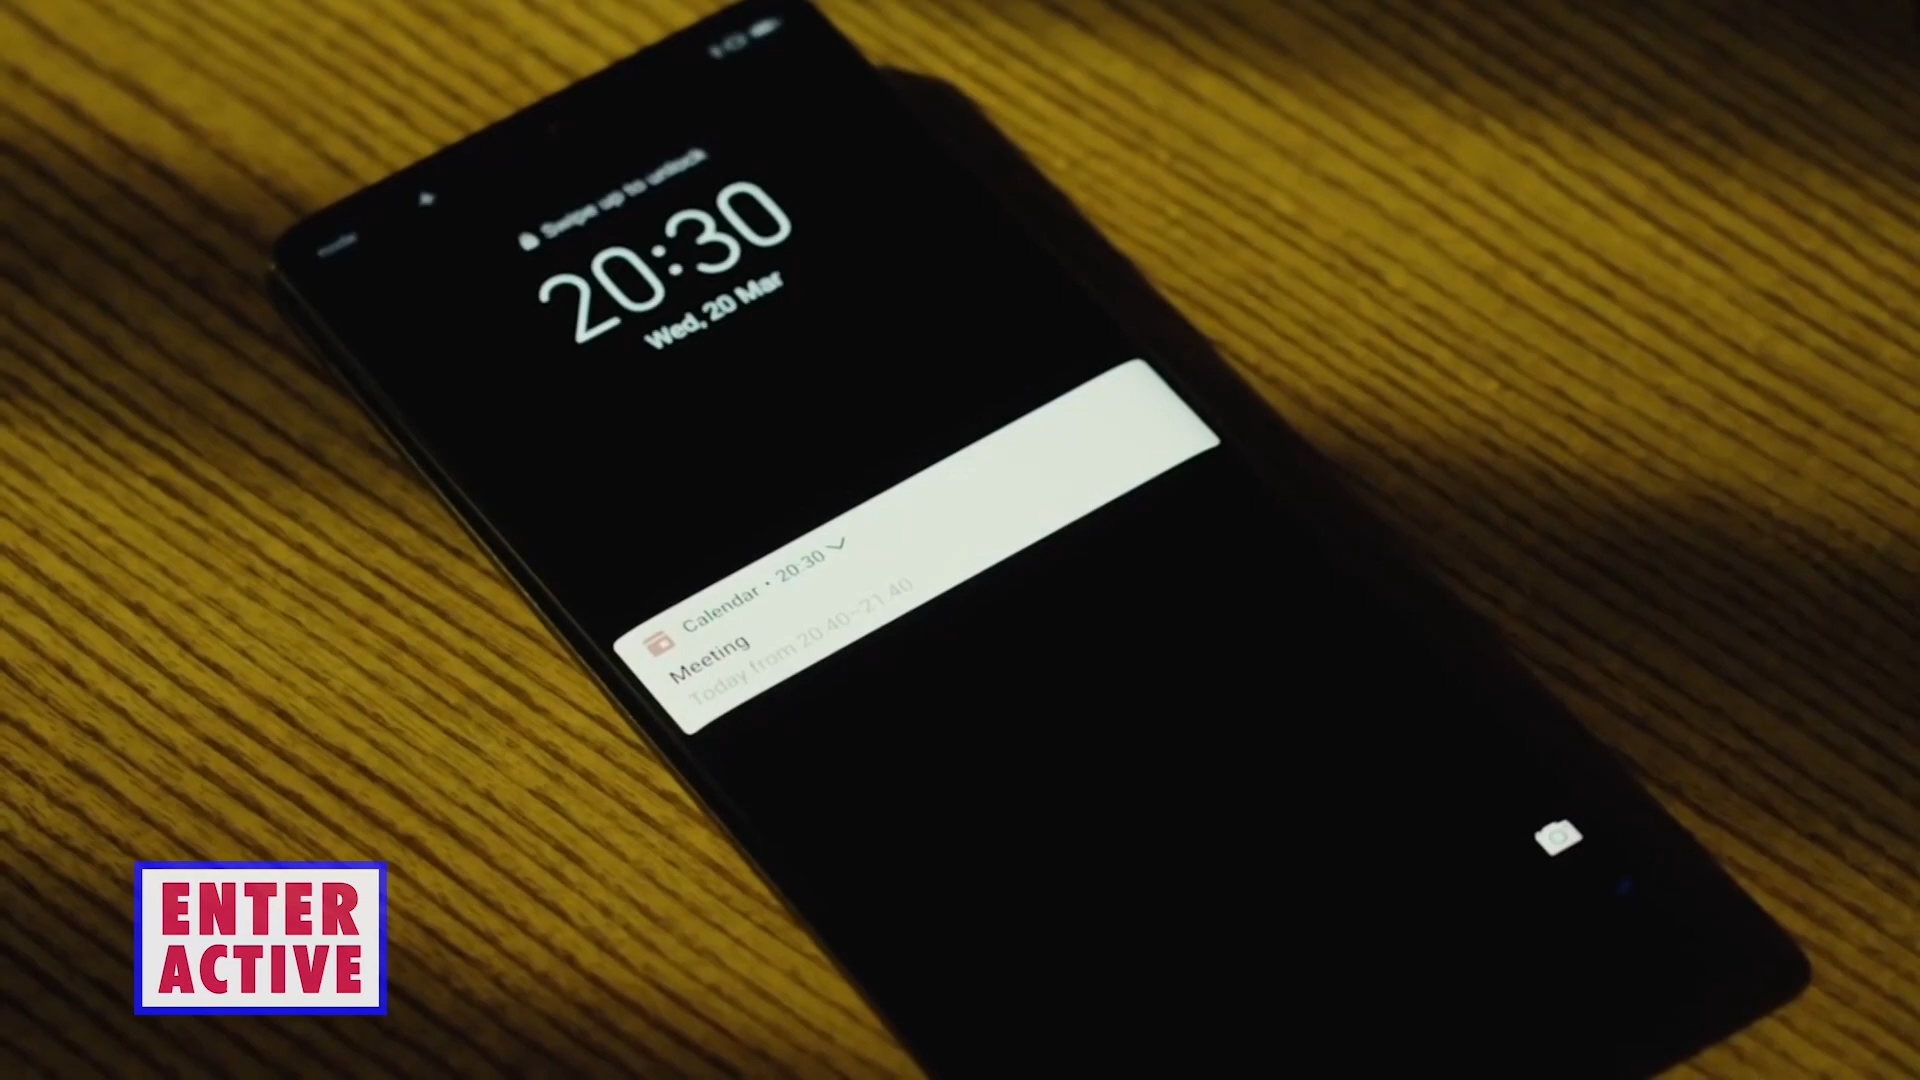 Swipe up to unlock
20:30
Wed, 20 Mar
Calendar • 20:30
Meeting
Today from 20:40–21:40
ENTER
ACTIVE